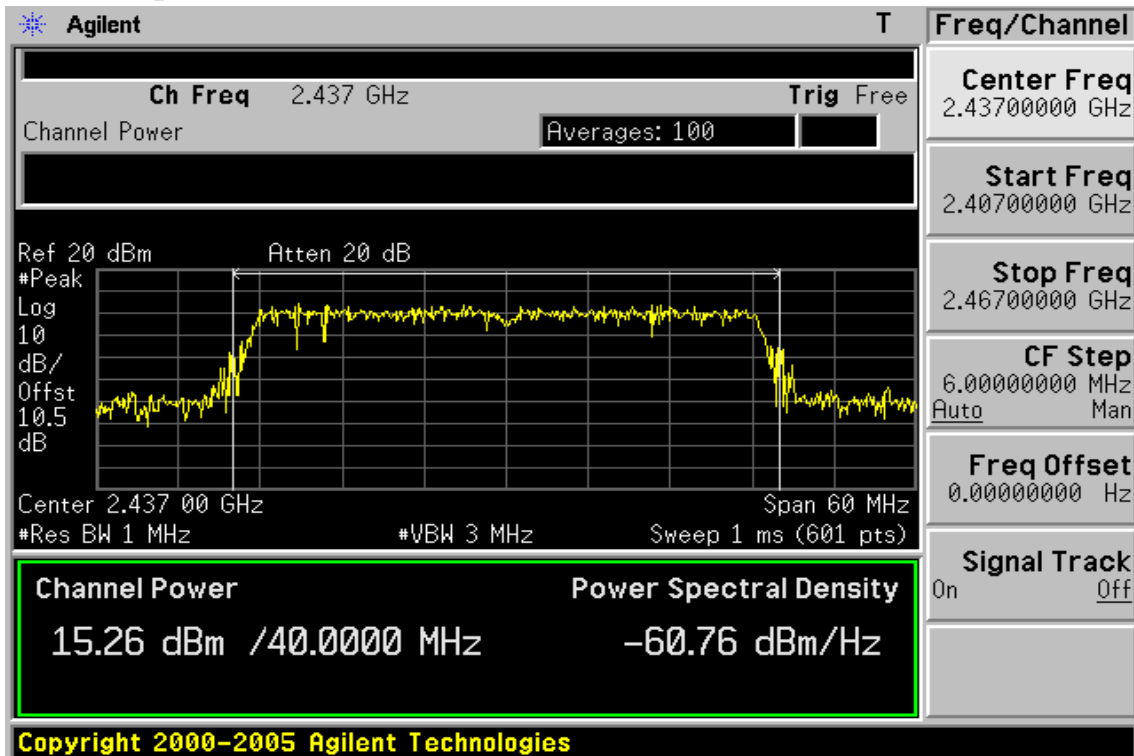 Agilent T
Ch Freq 2.437 GHz Trig Free
Channel Power Averages: 100
Ref 20 dBm Atten 20 dB
#Peak
Log
10
dB/
Offst
10.5
dB
Center 2.437 00 GHz Span 60 MHz
#Res BW 1 MHz #VBW 3 MHz Sweep 1 ms (601 pts)
Channel Power Power Spectral Density
15.26 dBm /40.0000 MHz -60.76 dBm/Hz
Copyright 2000-2005 Agilent Technologies
Freq/Channel
Center Freq
2.43700000 GHz
Start Freq
2.40700000 GHz
Stop Freq
2.46700000 GHz
CF Step
6.00000000 MHz
Auto Man
Freq Offset
0.00000000 Hz
Signal Track
On Off